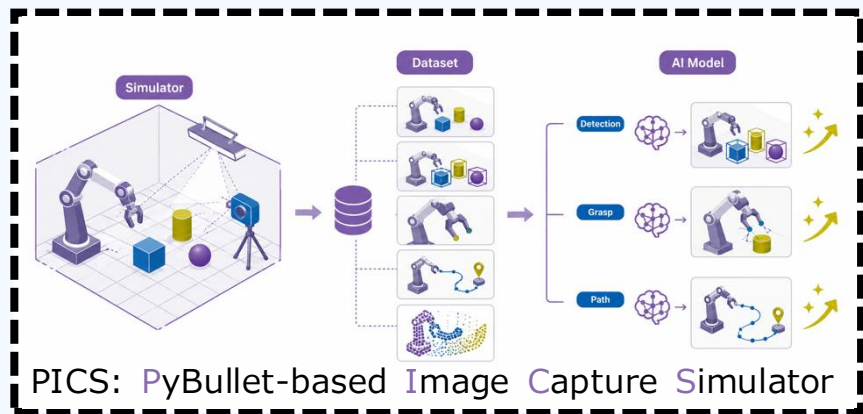 Simulator
Dataset
AI Model
Detection
Grasp
Path
PICS: PyBullet-based Image Capture Simulator